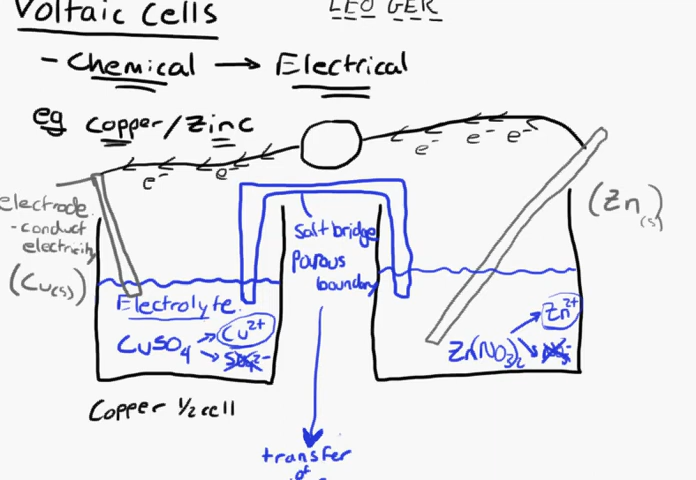 Voltaic Cells
LEO GER
- Chemical → Electrical
eg copper/Zinc
e⁻ e⁻ e⁻
e⁻ e⁻
electrode
- conduct
electricity
(Cu(s))
(Zn(s))
Salt bridge
Porous
boundary
Electrolyte
CuSO₄ → Cu²⁺
→
Zn(NO₃)₂ → Zn²⁺
Copper ½ cell
transfer
of